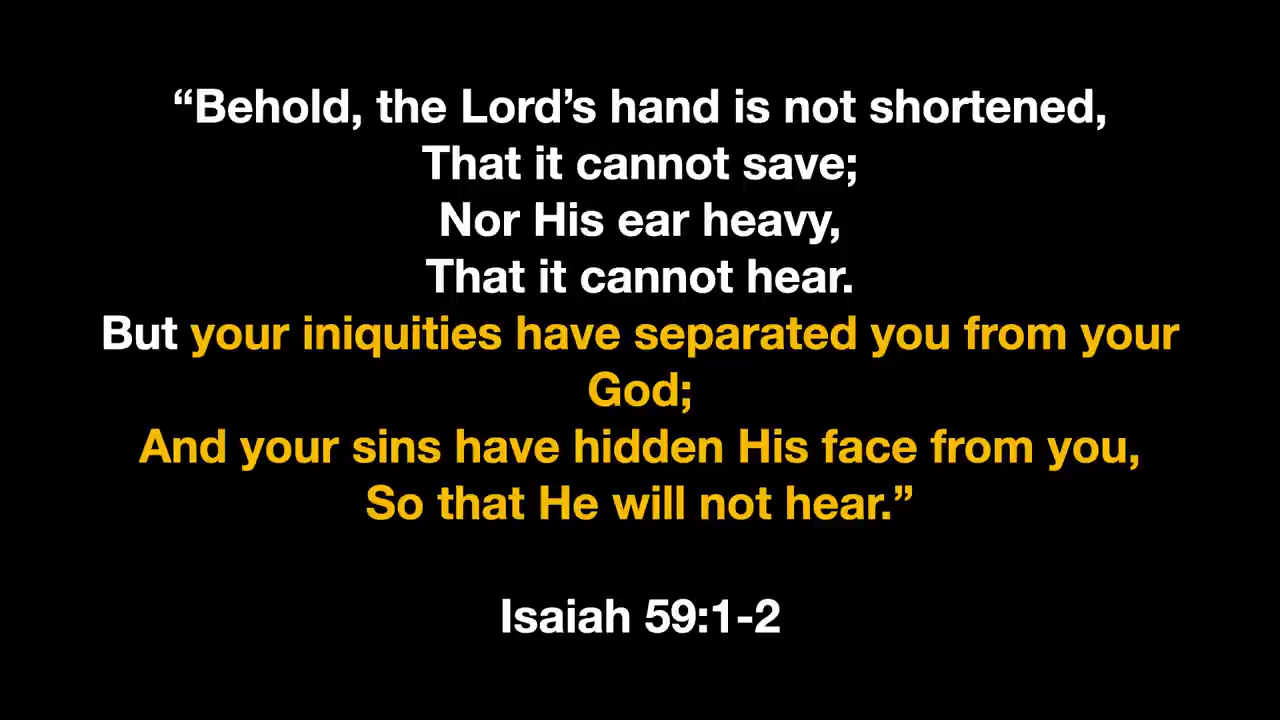 “Behold, the Lord’s hand is not shortened,
That it cannot save;
Nor His ear heavy,
That it cannot hear.
But your iniquities have separated you from your
God;
And your sins have hidden His face from you,
So that He will not hear.”
Isaiah 59:1-2